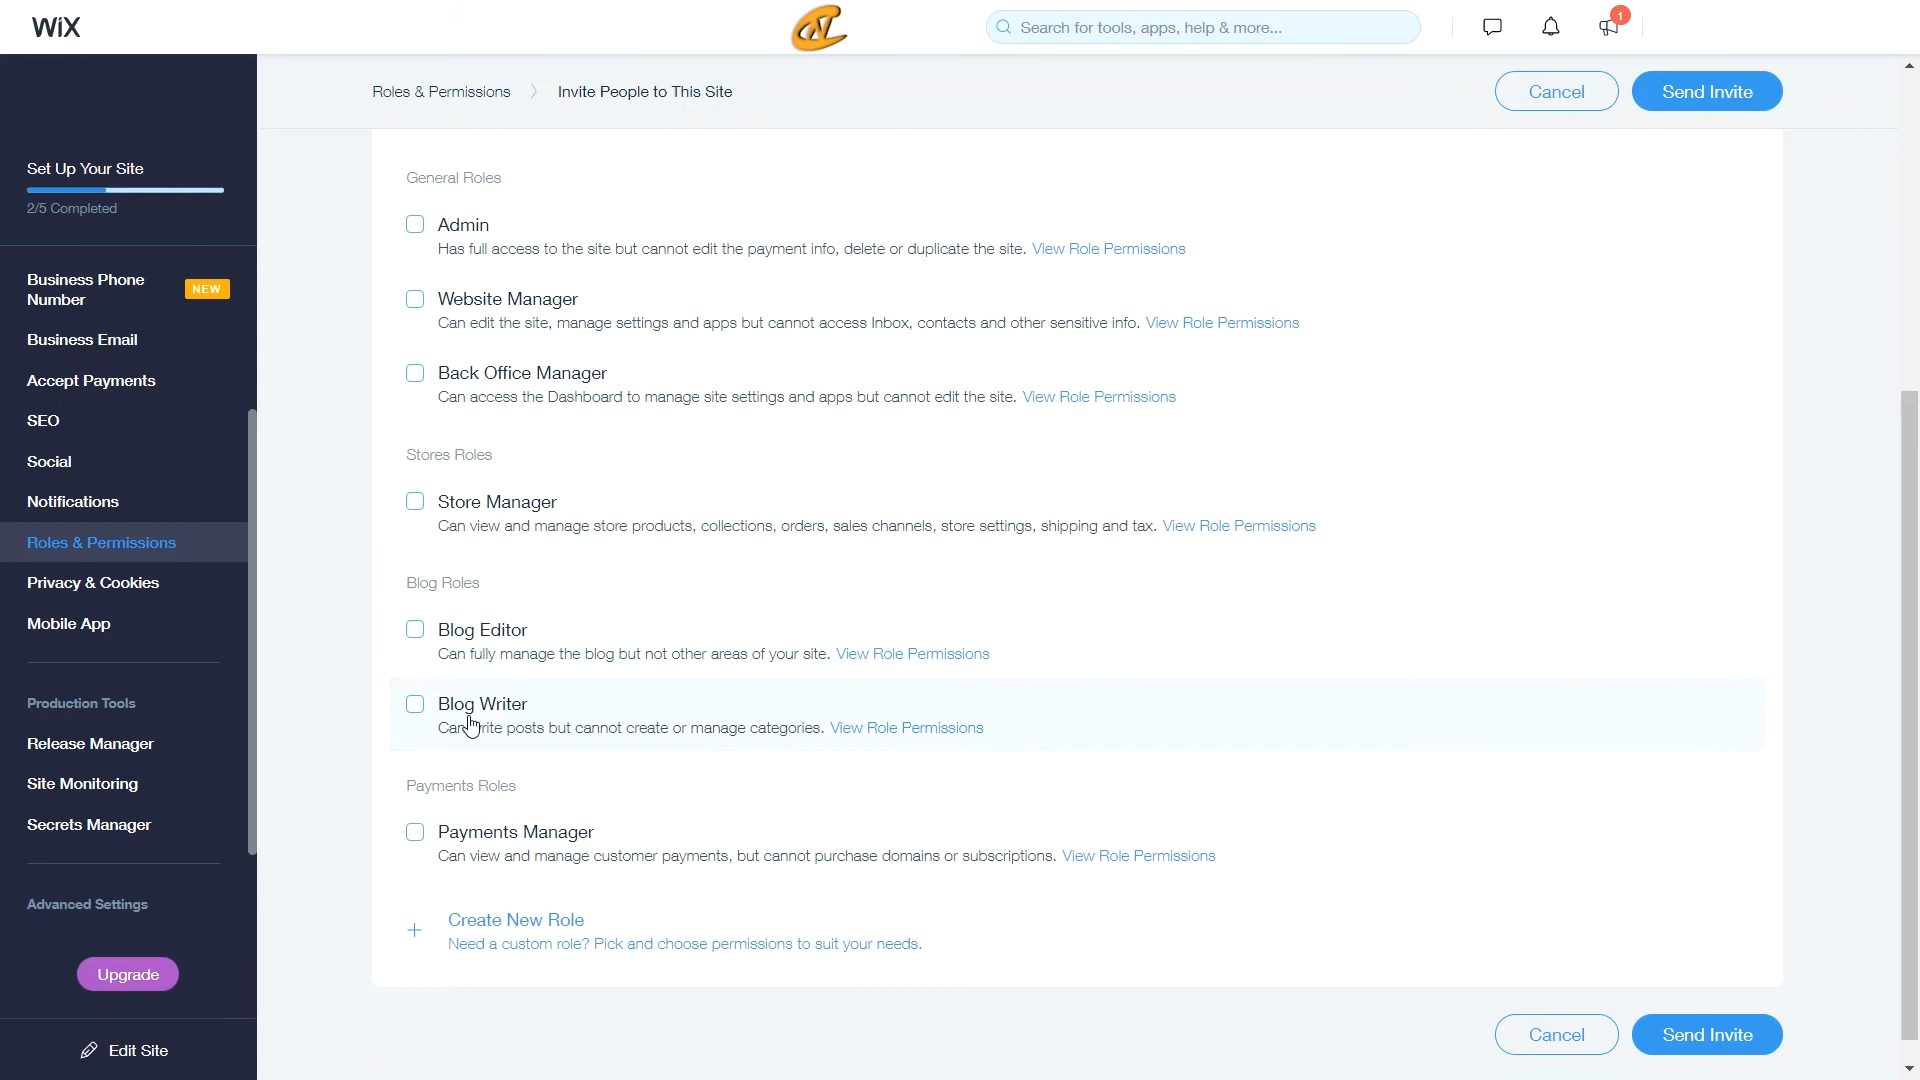 WiX
Search for tools, apps, help & more...
1
Roles & Permissions
Invite People to This Site
Cancel
Send Invite
Set Up Your Site
2/5 Completed
Business Phone
Number
NEW
Business Email
Accept Payments
SEO
Social
Notifications
Roles & Permissions
Privacy & Cookies
Mobile App
Production Tools
Release Manager
Site Monitoring
Secrets Manager
Advanced Settings
Upgrade
Edit Site
General Roles
Admin
Has full access to the site but cannot edit the payment info, delete or duplicate the site. View Role Permissions
Website Manager
Can edit the site, manage settings and apps but cannot access Inbox, contacts and other sensitive info. View Role Permissions
Back Office Manager
Can access the Dashboard to manage site settings and apps but cannot edit the site. View Role Permissions
Stores Roles
Store Manager
Can view and manage store products, collections, orders, sales channels, store settings, shipping and tax. View Role Permissions
Blog Roles
Blog Editor
Can fully manage the blog but not other areas of your site. View Role Permissions
Blog Writer
Can write posts but cannot create or manage categories. View Role Permissions
Payments Roles
Payments Manager
Can view and manage customer payments, but cannot purchase domains or subscriptions. View Role Permissions
Create New Role
Need a custom role? Pick and choose permissions to suit your needs.
Cancel
Send Invite